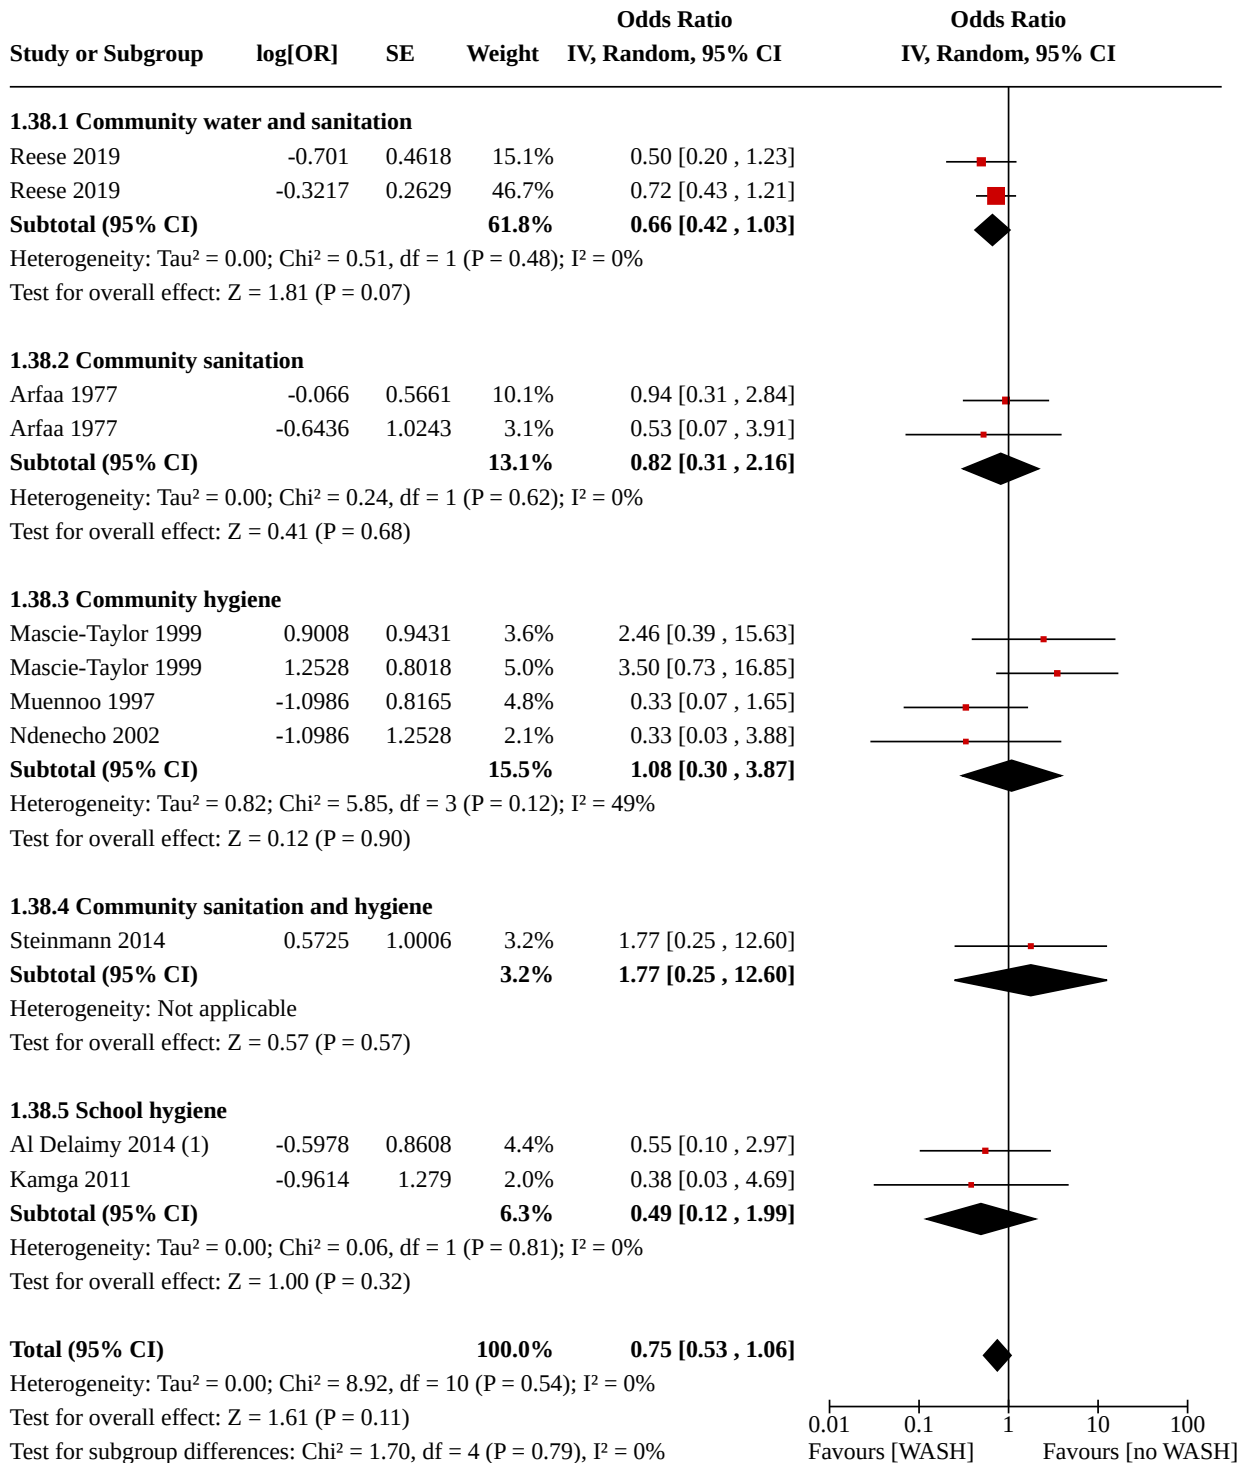 Odds Ratio Odds Ratio
Study or Subgroup log[OR] SE Weight IV, Random, 95% CI IV, Random, 95% CI
1.38.1 Community water and sanitation
Reese 2019 -0.701 0.4618 15.1% 0.50 [0.20 , 1.23]
Reese 2019 -0.3217 0.2629 46.7% 0.72 [0.43 , 1.21]
Subtotal (95% CI) 61.8% 0.66 [0.42 , 1.03]
Heterogeneity: Tau² = 0.00; Chi² = 0.51, df = 1 (P = 0.48); I² = 0%
Test for overall effect: Z = 1.81 (P = 0.07)
1.38.2 Community sanitation
Arfaa 1977 -0.066 0.5661 10.1% 0.94 [0.31 , 2.84]
Arfaa 1977 -0.6436 1.0243 3.1% 0.53 [0.07 , 3.91]
Subtotal (95% CI) 13.1% 0.82 [0.31 , 2.16]
Heterogeneity: Tau² = 0.00; Chi² = 0.24, df = 1 (P = 0.62); I² = 0%
Test for overall effect: Z = 0.41 (P = 0.68)
1.38.3 Community hygiene
Mascie-Taylor 1999 0.9008 0.9431 3.6% 2.46 [0.39 , 15.63]
Mascie-Taylor 1999 1.2528 0.8018 5.0% 3.50 [0.73 , 16.85]
Muennoo 1997 -1.0986 0.8165 4.8% 0.33 [0.07 , 1.65]
Ndenecho 2002 -1.0986 1.2528 2.1% 0.33 [0.03 , 3.88]
Subtotal (95% CI) 15.5% 1.08 [0.30 , 3.87]
Heterogeneity: Tau² = 0.82; Chi² = 5.85, df = 3 (P = 0.12); I² = 49%
Test for overall effect: Z = 0.12 (P = 0.90)
1.38.4 Community sanitation and hygiene
Steinmann 2014 0.5725 1.0006 3.2% 1.77 [0.25 , 12.60]
Subtotal (95% CI) 3.2% 1.77 [0.25 , 12.60]
Heterogeneity: Not applicable
Test for overall effect: Z = 0.57 (P = 0.57)
1.38.5 School hygiene
Al Delaimy 2014 (1) -0.5978 0.8608 4.4% 0.55 [0.10 , 2.97]
Kamga 2011 -0.9614 1.279 2.0% 0.38 [0.03 , 4.69]
Subtotal (95% CI) 6.3% 0.49 [0.12 , 1.99]
Heterogeneity: Tau² = 0.00; Chi² = 0.06, df = 1 (P = 0.81); I² = 0%
Test for overall effect: Z = 1.00 (P = 0.32)
Total (95% CI) 100.0% 0.75 [0.53 , 1.06]
Heterogeneity: Tau² = 0.00; Chi² = 8.92, df = 10 (P = 0.54); I² = 0%
Test for overall effect: Z = 1.61 (P = 0.11)
0.01 0.1 1 10 100
Test for subgroup differences: Chi² = 1.70, df = 4 (P = 0.79), I² = 0% Favours [WASH] Favours [no WASH]